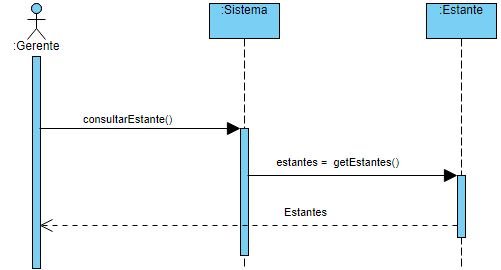 :Sistema
:Estante
:Gerente
consultarEstante()
estantes = getEstantes()
Estantes